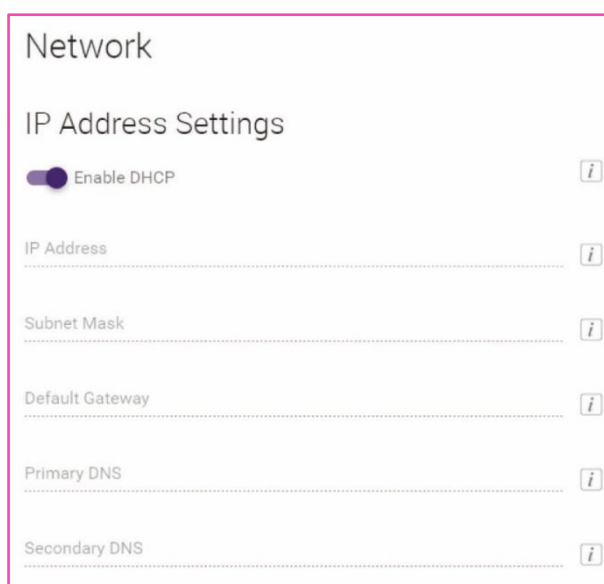 Network
IP Address Settings
Enable DHCP i
IP Address i
Subnet Mask i
Default Gateway i
Primary DNS i
Secondary DNS i